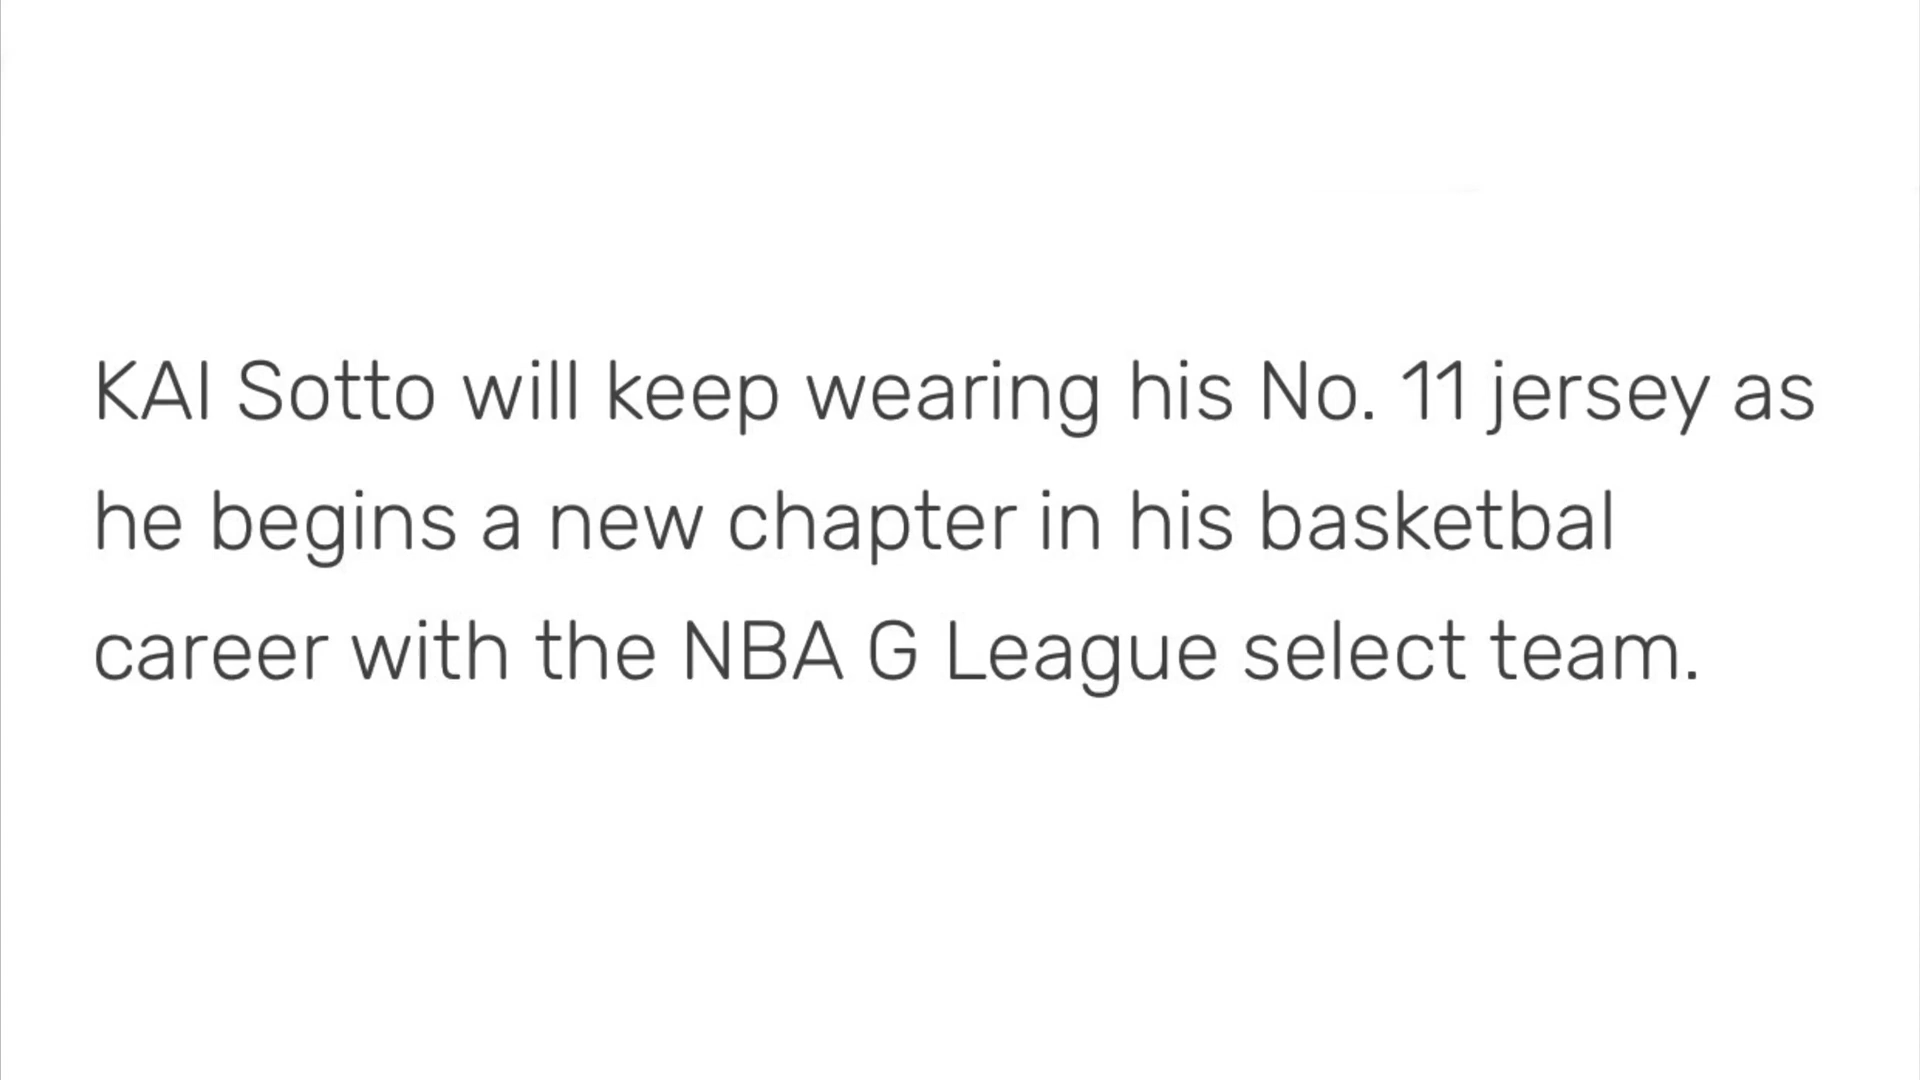 KAI Sotto will keep wearing his No. 11 jersey as
he begins a new chapter in his basketbal
career with the NBA G League select team.